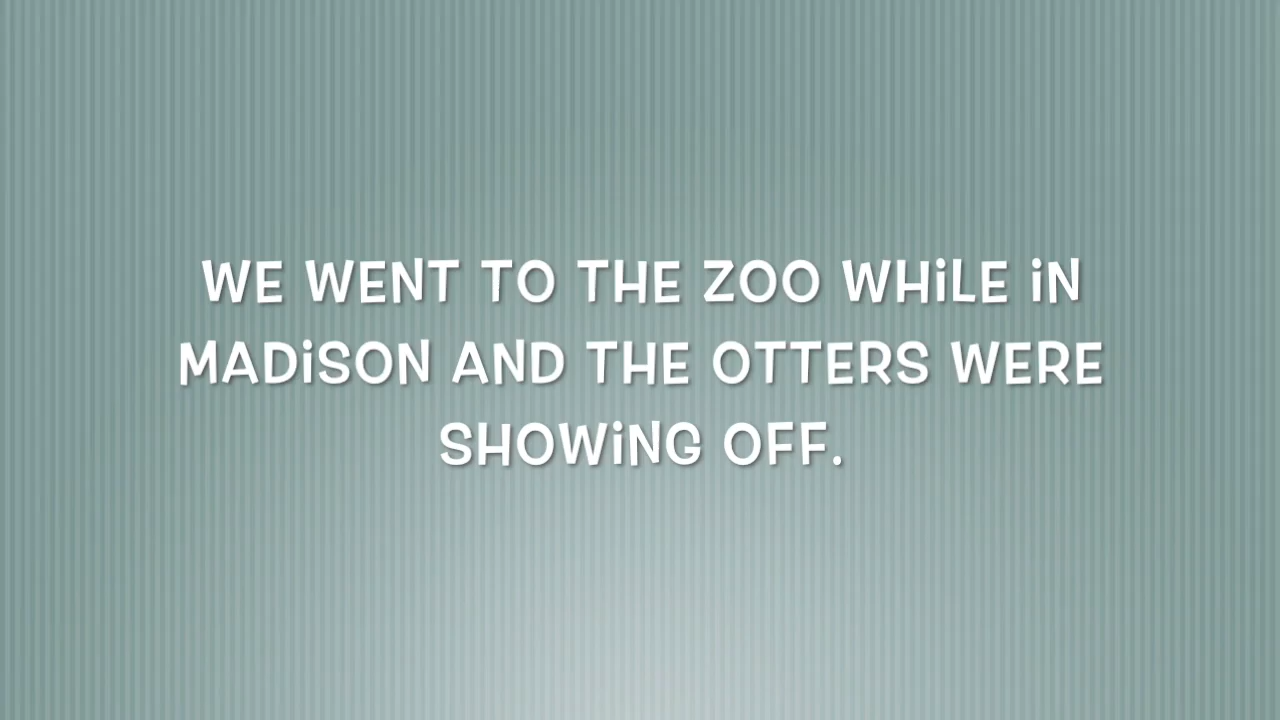 WE WENT TO THE ZOO WHiLE iN
MADiSON AND THE OTTERS WERE
SHOWiNG OFF.